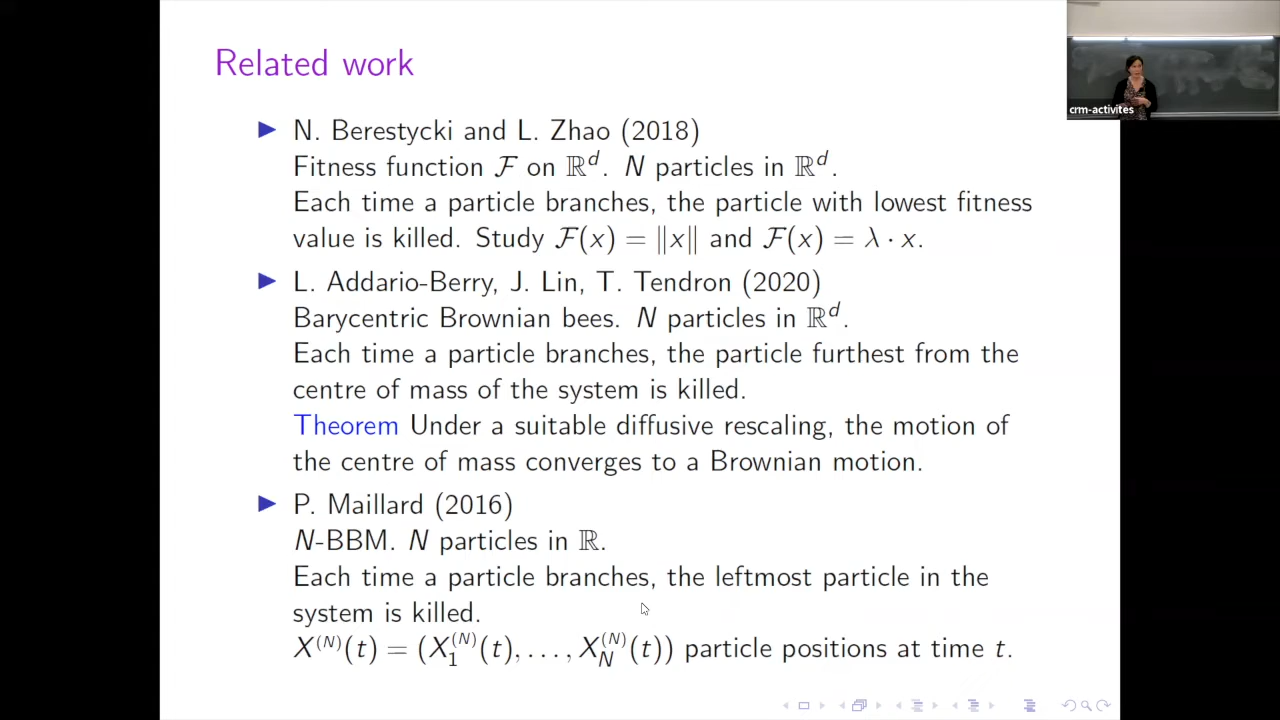 Related work
▶ N. Berestycki and L. Zhao (2018)
Fitness function ℱ on ℝᵈ. N particles in ℝᵈ.
Each time a particle branches, the particle with lowest fitness
value is killed. Study ℱ(x) = ‖x‖ and ℱ(x) = λ · x.
▶ L. Addario-Berry, J. Lin, T. Tendron (2020)
Barycentric Brownian bees. N particles in ℝᵈ.
Each time a particle branches, the particle furthest from the
centre of mass of the system is killed.
Theorem Under a suitable diffusive rescaling, the motion of
the centre of mass converges to a Brownian motion.
▶ P. Maillard (2016)
N-BBM. N particles in ℝ.
Each time a particle branches, the leftmost particle in the
system is killed.
X⁽ᴺ⁾(t) = (X₁⁽ᴺ⁾(t), . . . , X_N⁽ᴺ⁾(t)) particle positions at time t.
crm-activites